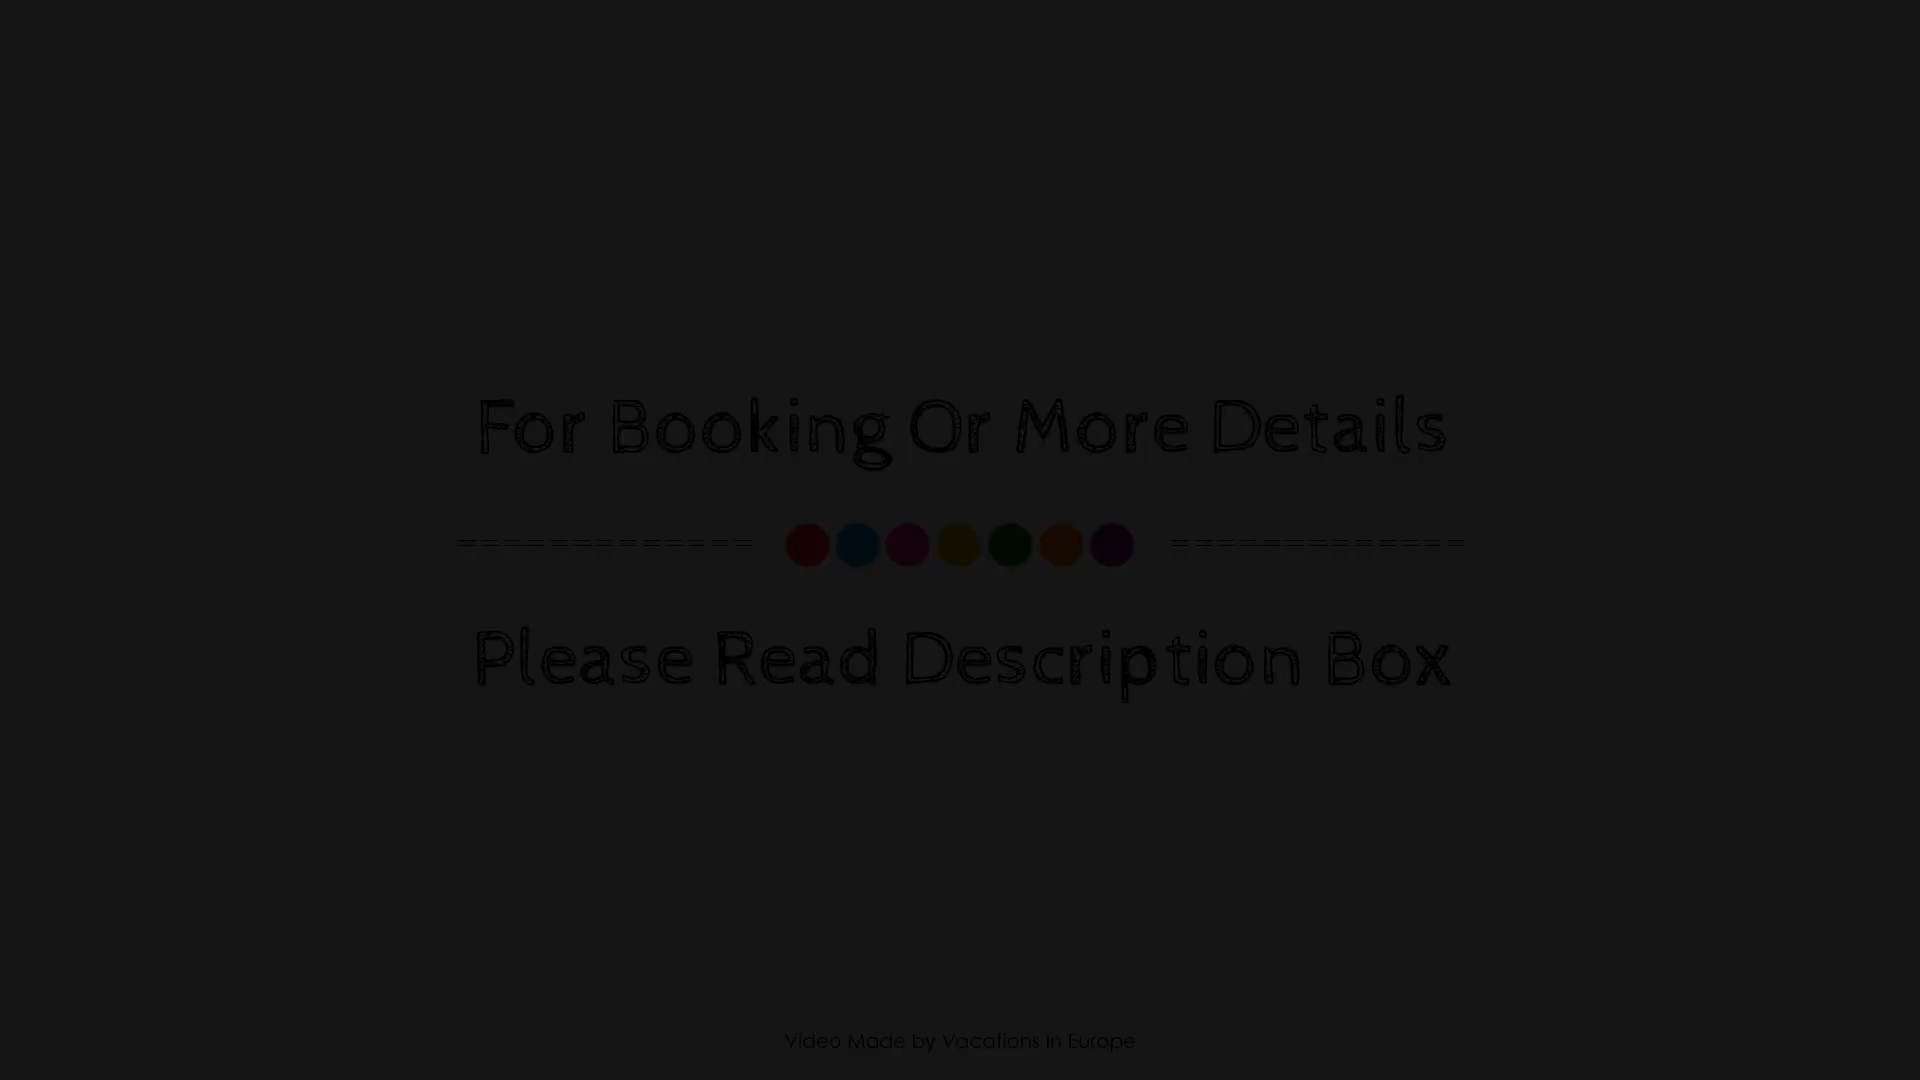 For Booking Or More Details
============= =============
Please Read Description Box
Video Made by Vacations in Europe